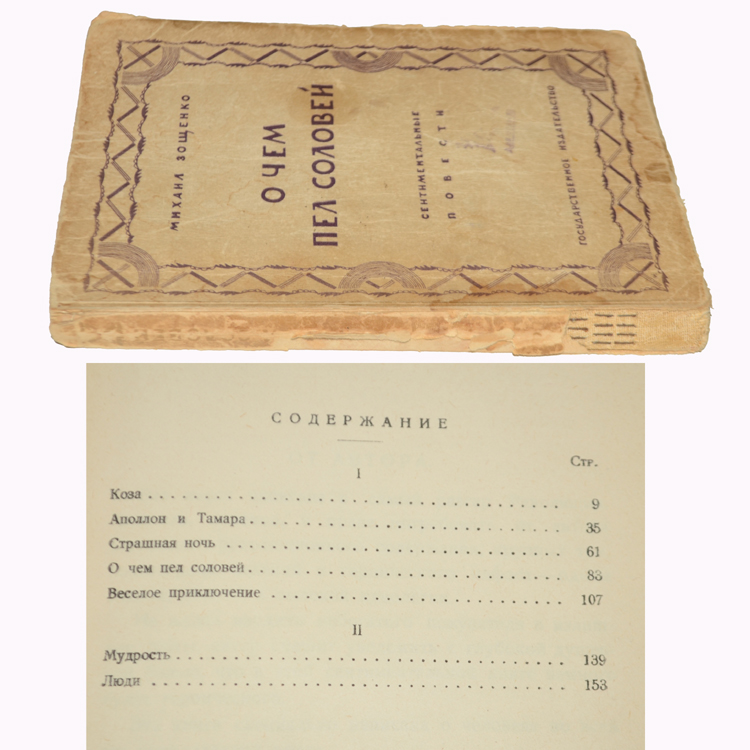 МИХАИЛ ЗОЩЕНКО
О ЧЕМ
ПЕЛ СОЛОВЕЙ
СЕНТИМЕНТАЛЬНЫЕ
ПОВЕСТИ
ГОСУДАРСТВЕННОЕ ИЗДАТЕЛЬСТВО
СОДЕРЖАНИЕ
Стр.
I
Коза 9
Аполлон и Тамара 35
Страшная ночь 61
О чем пел соловей 83
Веселое приключение 107
II
Мудрость 139
Люди 153